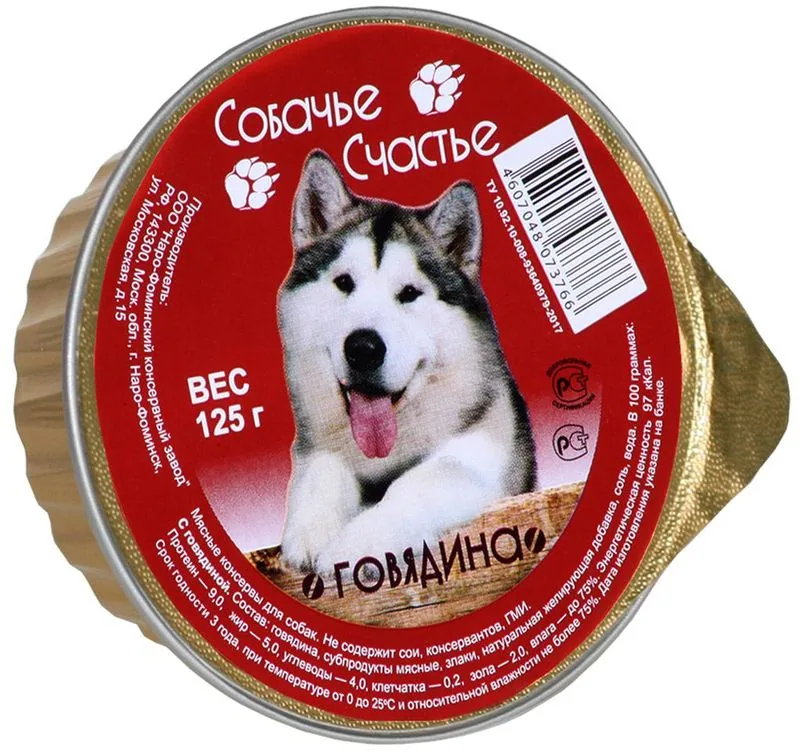 Собачье
Счастье
4607048073766
ТУ 10.92.10-008-93640979-2017
Производитель:
ООО "Наро-Фоминский консервный завод"
РФ, 143300, Моск. обл., г. Наро-Фоминск,
ул. Московская, д.15
ВЕС
125 г
РСТ
РСТ
ГОВЯДИНА
Мясные консервы для собак. Не содержит сои, консервантов, ГМИ.
С говядиной. Состав: говядина, субпродукты мясные, злаки, натуральная желирующая добавка, соль, вода. В 100 граммах:
Протеин — 9,0, жир — 5,0, углеводы — 4,0, клетчатка — 0,2, зола — 2,0, влага — до 75%. Энергетическая ценность 97 кКал.
Срок годности 3 года, при температуре от 0 до 25ºС и относительной влажности не более 75%. Дата изготовления указана на банке.